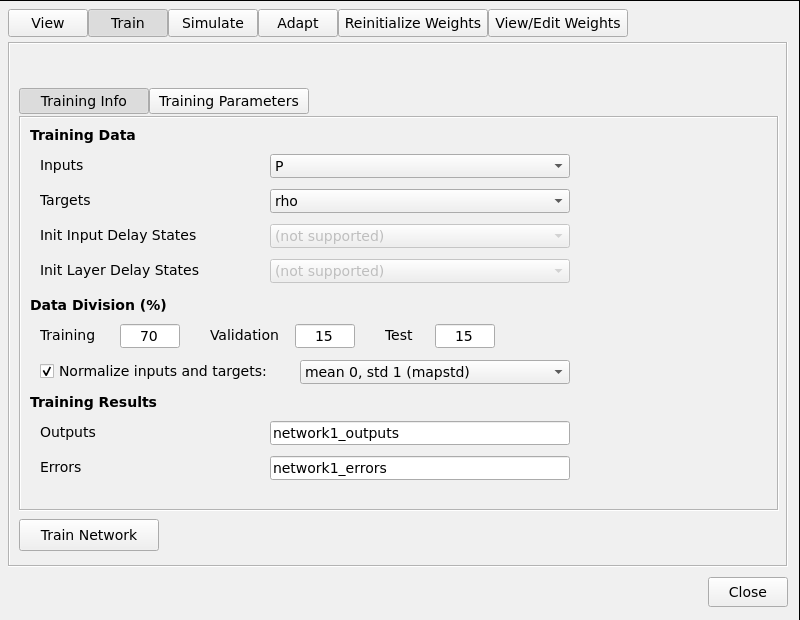 View Train Simulate Adapt Reinitialize Weights View/Edit Weights
Training Info Training Parameters
Training Data
Inputs P
Targets rho
Init Input Delay States (not supported)
Init Layer Delay States (not supported)
Data Division (%)
Training 70 Validation 15 Test 15
Normalize inputs and targets: mean 0, std 1 (mapstd)
Training Results
Outputs network1_outputs
Errors network1_errors
Train Network
Close